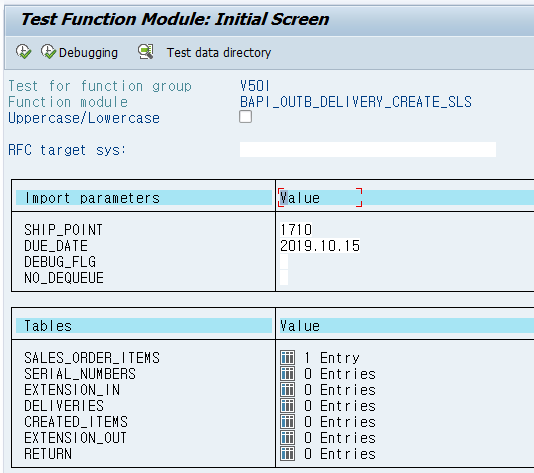 Test Function Module: Initial Screen
Debugging Test data directory
Test for function group V50I
Function module BAPI_OUTB_DELIVERY_CREATE_SLS
Uppercase/Lowercase
RFC target sys:
Import parameters Value
SHIP_POINT 1710
DUE_DATE 2019.10.15
DEBUG_FLG
NO_DEQUEUE
Tables Value
SALES_ORDER_ITEMS 1 Entry
SERIAL_NUMBERS 0 Entries
EXTENSION_IN 0 Entries
DELIVERIES 0 Entries
CREATED_ITEMS 0 Entries
EXTENSION_OUT 0 Entries
RETURN 0 Entries